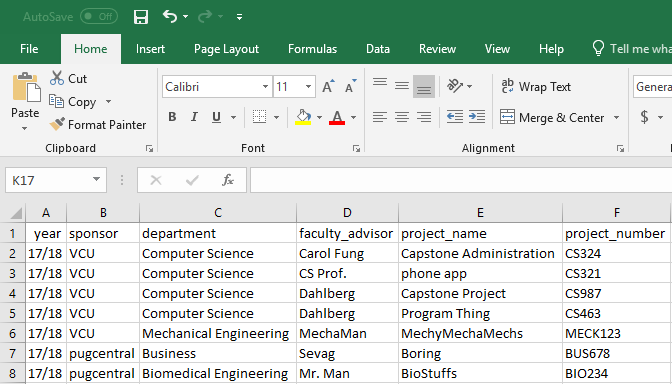 AutoSave Off
File Home Insert Page Layout Formulas Data Review View Help Tell me wha
Paste
Cut
Copy
Format Painter
Calibri 11 A A
B I U A
ab Wrap Text
Merge & Center
Genera
$
Clipboard Font Alignment
K17 fx
A B C D E F
1 year sponsor department faculty_advisor project_name project_number
2 17/18 VCU Computer Science Carol Fung Capstone Administration CS324
3 17/18 VCU Computer Science CS Prof. phone app CS321
4 17/18 VCU Computer Science Dahlberg Capstone Project CS987
5 17/18 VCU Computer Science Dahlberg Program Thing CS463
6 17/18 VCU Mechanical Engineering MechaMan MechyMechaMechs MECK123
7 17/18 pugcentral Business Sevag Boring BUS678
8 17/18 pugcentral Biomedical Engineering Mr. Man BioStuffs BIO234